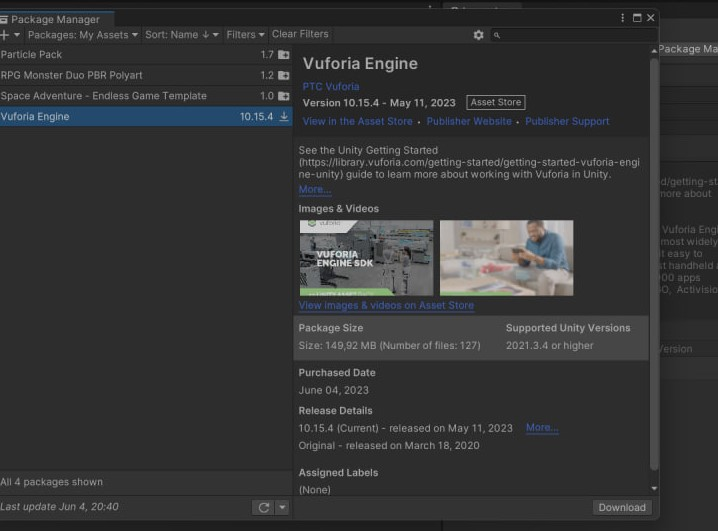 Package Manager
+ Packages: My Assets Sort: Name ↓ Filters Clear Filters
Particle Pack 1.7
RPG Monster Duo PBR Polyart 1.2
Space Adventure - Endless Game Template 1.0
Vuforia Engine 10.15.4
All 4 packages shown
Last update Jun 4, 20:40
Vuforia Engine
PTC Vuforia
Version 10.15.4 - May 11, 2023 Asset Store
View in the Asset Store • Publisher Website • Publisher Support
See the Unity Getting Started
(https://library.vuforia.com/getting-started/getting-started-vuforia-engi
ne-unity) guide to learn more about working with Vuforia in Unity.
More...
Images & Videos
vuforia
VUFORIA
ENGINE SDK
View images & videos on Asset Store
Package Size Supported Unity Versions
Size: 149,92 MB (Number of files: 127) 2021.3.4 or higher
Purchased Date
June 04, 2023
Release Details
10.15.4 (Current) - released on May 11, 2023 More...
Original - released on March 18, 2020
Assigned Labels
(None)
Download
Package Ma
d/getting-st
more about
Vuforia Engi
most widely
it easy to
st handheld
000 apps
GO, Activisio
Version